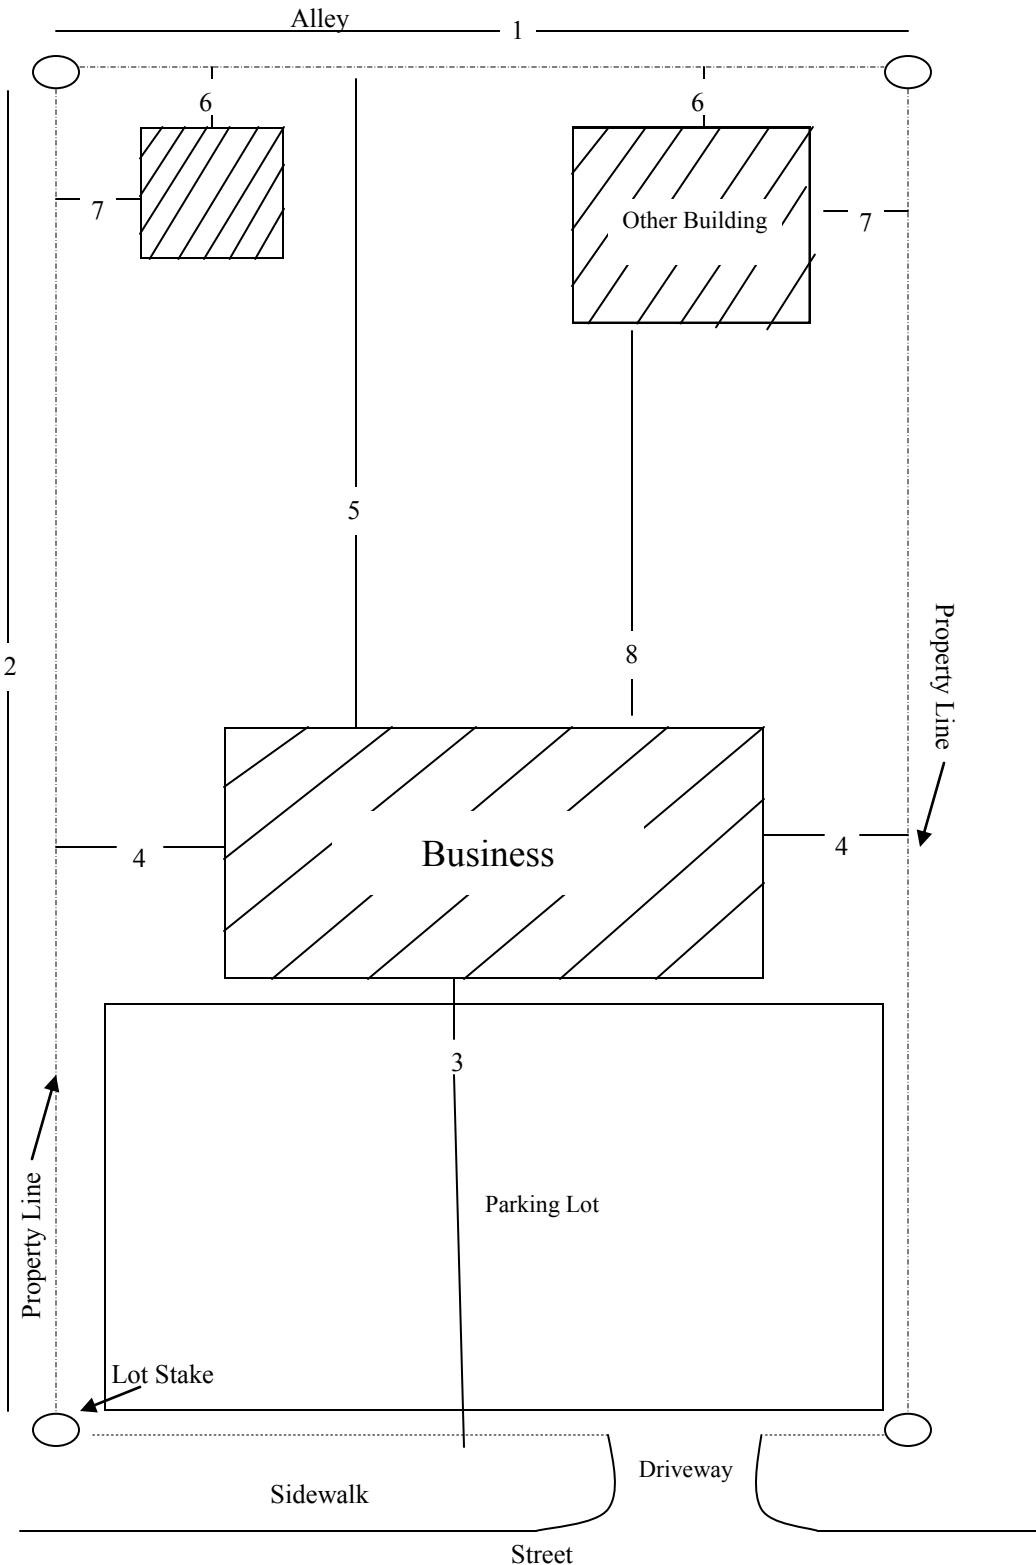 Alley
1
6
6
7
Other Building
7
5
Property Line
8
2
Business
4
4
3
Property Line
Parking Lot
Lot Stake
Driveway
Sidewalk
Street